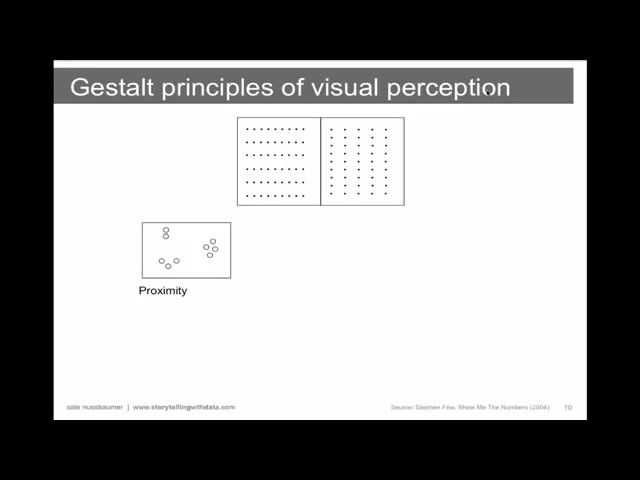 Gestalt principles of visual perception
Proximity
cole nussbaumer | www.storytellingwithdata.com
Source: Stephen Few, Show Me The Numbers (2004)
10